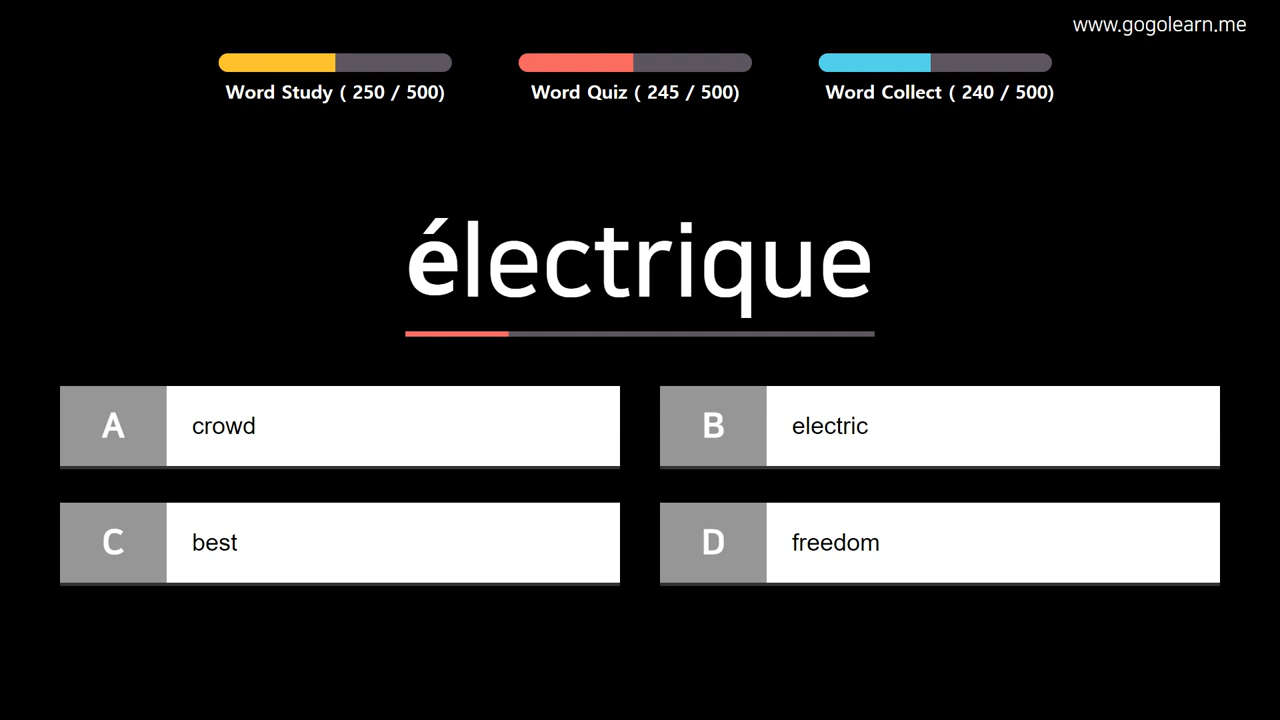 www.gogolearn.me
Word Study ( 250 / 500)
Word Quiz ( 245 / 500)
Word Collect ( 240 / 500)
électrique
A
crowd
B
electric
C
best
D
freedom